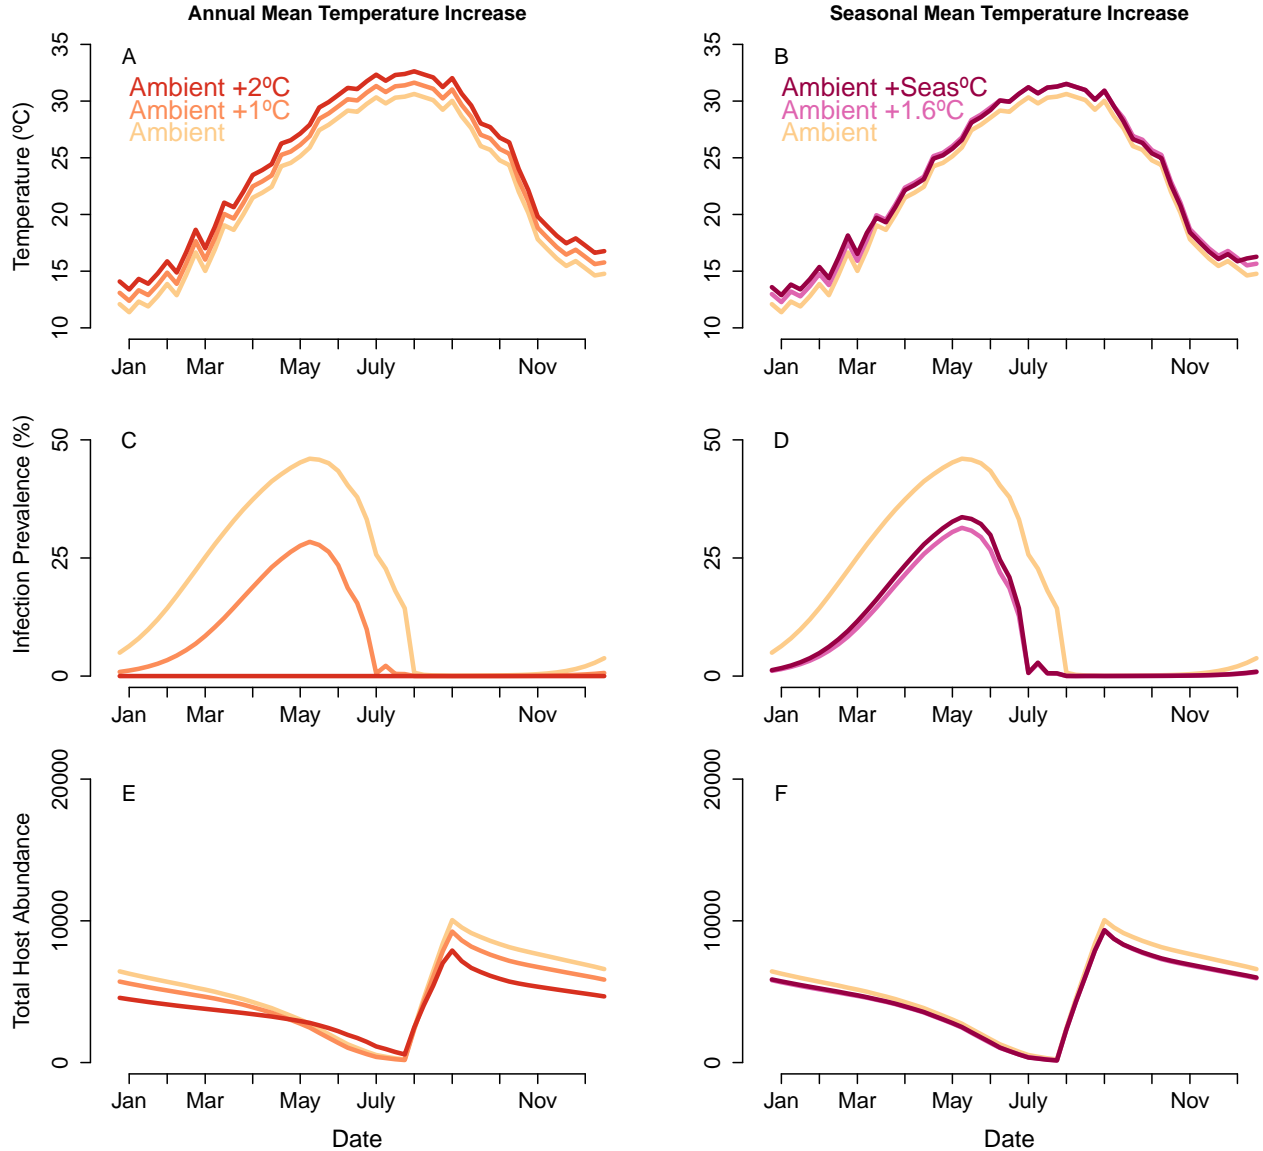 Annual Mean Temperature Increase
Seasonal Mean Temperature Increase
Temperature (ºC)
35
30
25
20
15
10
A
Ambient +2ºC
Ambient +1ºC
Ambient
Jan Mar May July Nov
35
30
25
20
15
10
B
Ambient +SeasºC
Ambient +1.6ºC
Ambient
Jan Mar May July Nov
Infection Prevalence (%)
50
25
0
C
Jan Mar May July Nov
50
25
0
D
Jan Mar May July Nov
Total Host Abundance
20000
10000
0
E
Jan Mar May July Nov
Date
20000
10000
0
F
Jan Mar May July Nov
Date